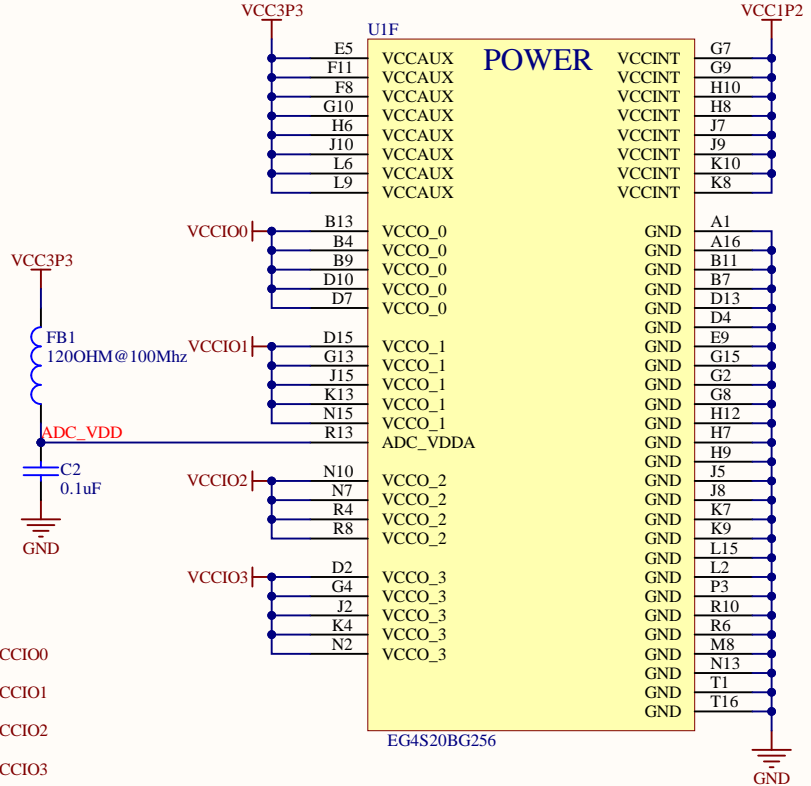 VCC3P3 VCC1P2
U1F
POWER
E5 VCCAUX VCCINT G7
F11 VCCAUX VCCINT G9
F8 VCCAUX VCCINT H10
G10 VCCAUX VCCINT H8
H6 VCCAUX VCCINT J7
J10 VCCAUX VCCINT J9
L6 VCCAUX VCCINT K10
L9 VCCAUX VCCINT K8
VCCIO0 B13 VCCO_0 GND A1
B4 VCCO_0 GND A16
B9 VCCO_0 GND B11
D10 VCCO_0 GND B7
D7 VCCO_0 GND D13
GND D4
VCCIO1 D15 VCCO_1 GND E9
G13 VCCO_1 GND G15
J15 VCCO_1 GND G2
K13 VCCO_1 GND G8
N15 VCCO_1 GND H12
R13 ADC_VDDA GND H7
GND H9
VCCIO2 N10 VCCO_2 GND J5
N7 VCCO_2 GND J8
R4 VCCO_2 GND K7
R8 VCCO_2 GND K9
GND L15
VCCIO3 D2 VCCO_3 GND L2
G4 VCCO_3 GND P3
J2 VCCO_3 GND R10
K4 VCCO_3 GND R6
N2 VCCO_3 GND M8
GND N13
GND T1
GND T16
EG4S20BG256
GND
VCC3P3
FB1
120OHM@100Mhz
ADC_VDD
C2
0.1uF
GND
CCIO0
CCIO1
CCIO2
CCIO3